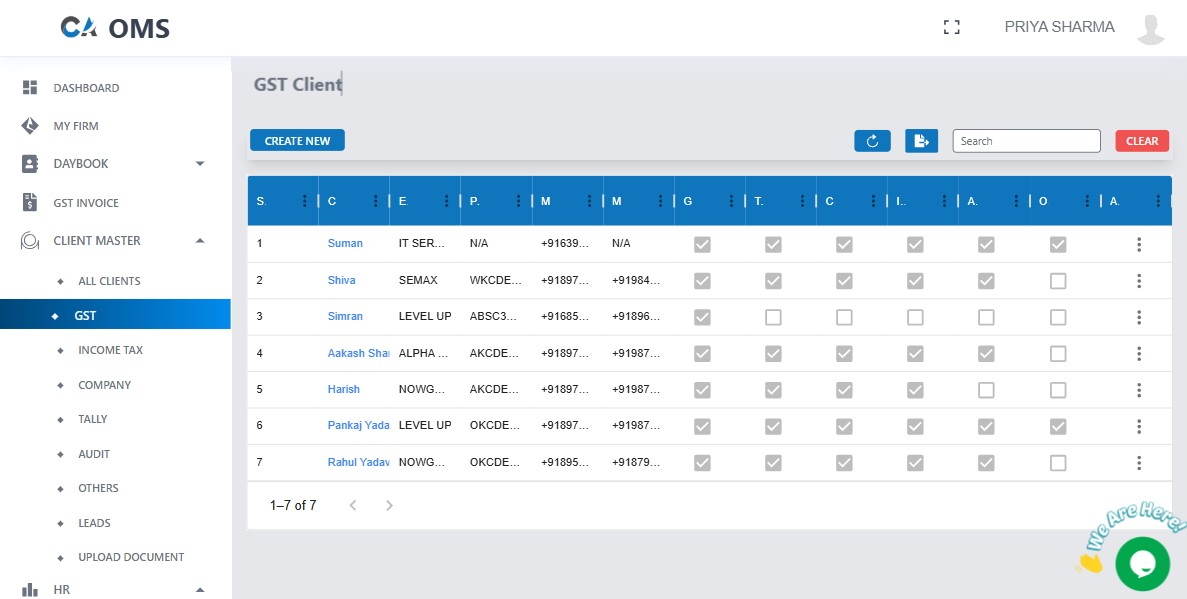 CA OMS
PRIYA SHARMA
DASHBOARD
MY FIRM
DAYBOOK
GST INVOICE
CLIENT MASTER
ALL CLIENTS
GST
INCOME TAX
COMPANY
TALLY
AUDIT
OTHERS
LEADS
UPLOAD DOCUMENT
HR
GST Client
CREATE NEW
Search
CLEAR
S. C E. P. M M G T. C I.. A. O A.
1 Suman IT SER... N/A +91639... N/A
2 Shiva SEMAX WKCDE... +91897... +91984...
3 Simran LEVEL UP ABSC3... +91685... +91896...
4 Aakash Shar ALPHA ... AKCDE... +91897... +91987...
5 Harish NOWG... AKCDE... +91897... +91987...
6 Pankaj Yada LEVEL UP OKCDE... +91897... +91987...
7 Rahul Yadav NOWG... OKCDE... +91895... +91879...
1–7 of 7
We Are Here!